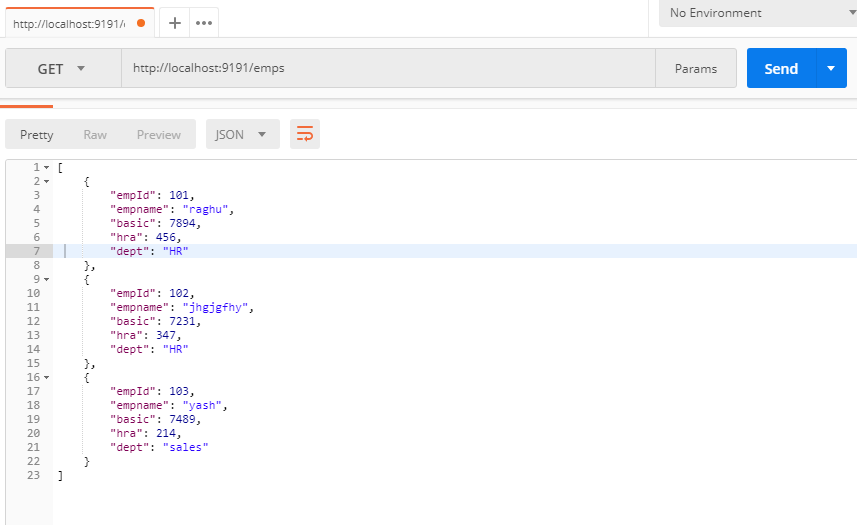 http://localhost:9191/e
No Environment
GET http://localhost:9191/emps Params Send
Pretty Raw Preview JSON
1 [
2 {
3 "empId": 101,
4 "empname": "raghu",
5 "basic": 7894,
6 "hra": 456,
7 "dept": "HR"
8 },
9 {
10 "empId": 102,
11 "empname": "jhgjgfhy",
12 "basic": 7231,
13 "hra": 347,
14 "dept": "HR"
15 },
16 {
17 "empId": 103,
18 "empname": "yash",
19 "basic": 7489,
20 "hra": 214,
21 "dept": "sales"
22 }
23 ]